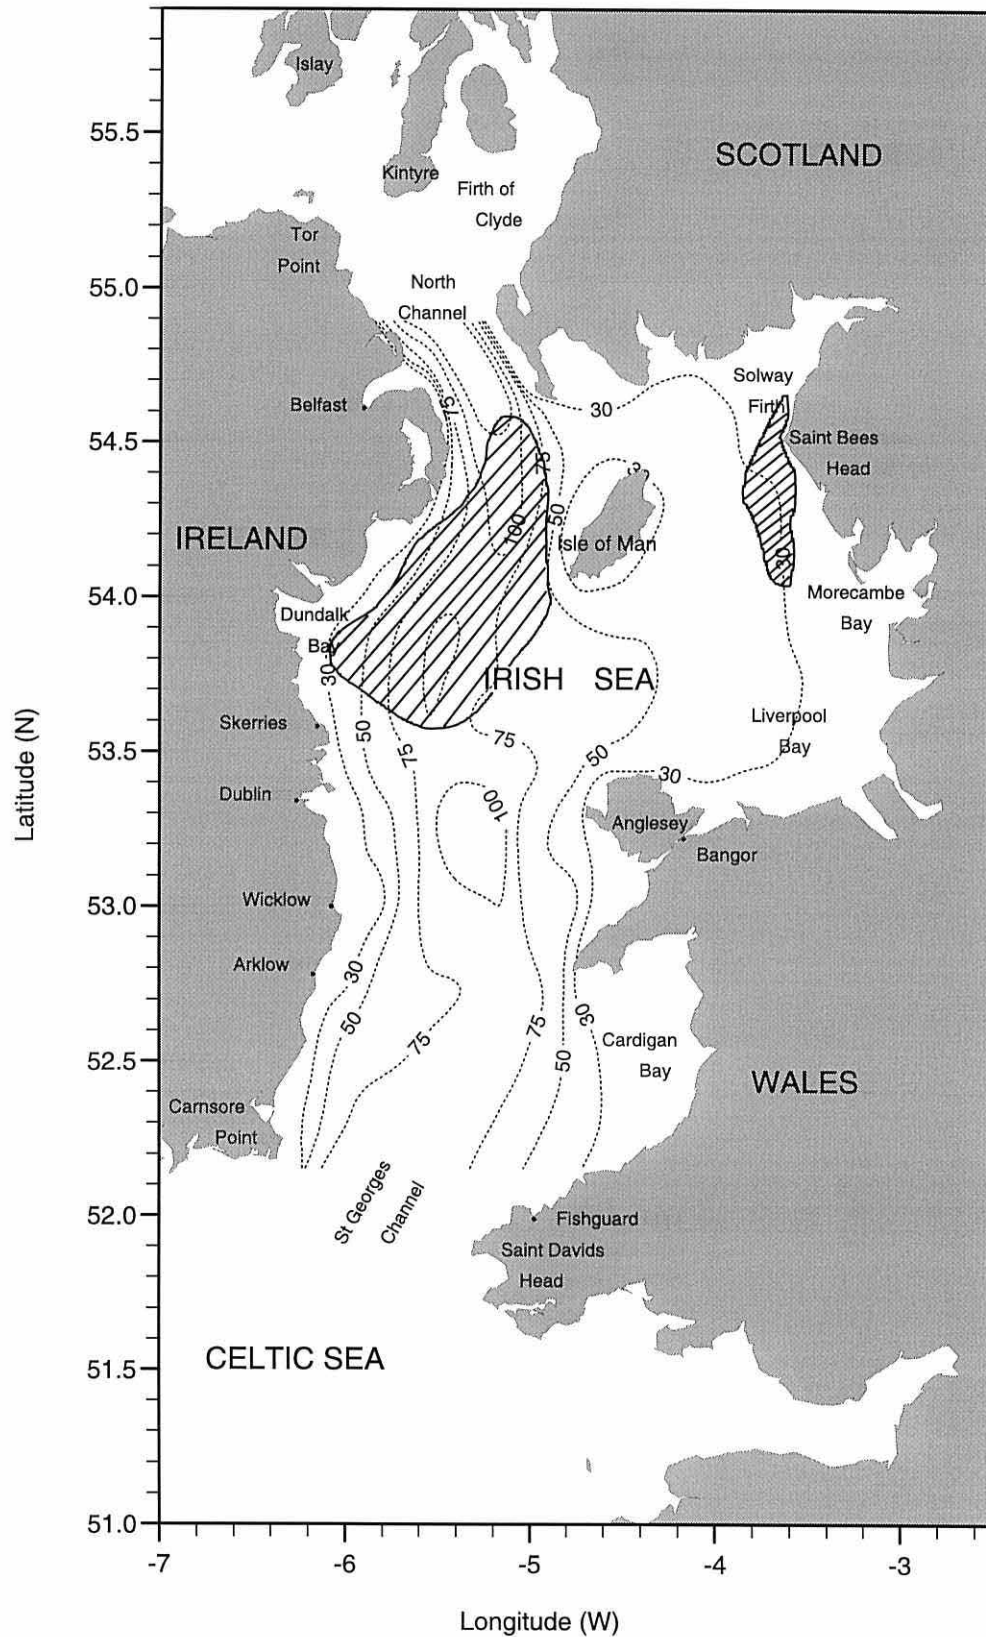 Islay
55.5
SCOTLAND
Kintyre
Firth of
Clyde
Tor
Point
55.0
North
Channel
Solway
Firth
30
75
Belfast
54.5
Saint Bees
Head
75
30
50
100
IRELAND
Isle of Man
30
54.0
Morecambe
Bay
Dundalk
Bay
30
IRISH SEA
Skerries
50
75
75
Liverpool
Bay
53.5
50
30
Dublin
100
Anglesey
Bangor
Wicklow
53.0
Arklow
30
50
75
75
50
30
Cardigan
Bay
52.5
WALES
Carnsore
Point
St Georges
Channel
52.0
Fishguard
Saint Davids
Head
51.5
CELTIC SEA
51.0
-7
-6
-5
-4
-3
Latitude (N)
Longitude (W)